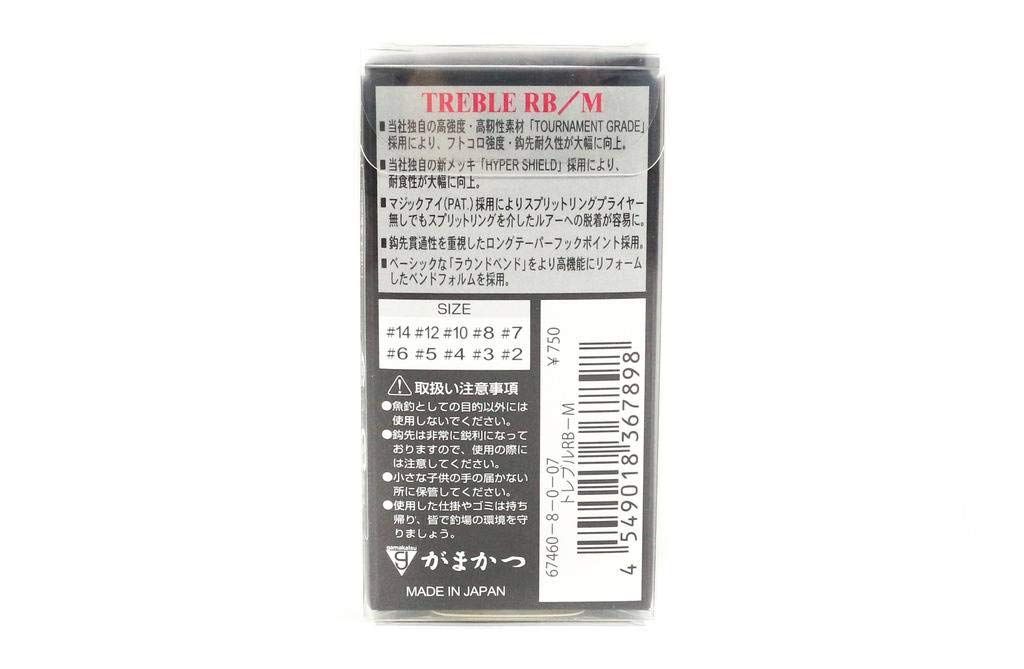 TREBLE RB/M
■当社独自の高強度・高靭性素材「TOURNAMENT GRADE」
採用により、フトコロ強度・鈎先耐久性が大幅に向上。
■当社独自の新メッキ「HYPER SHIELD」採用により、
耐食性が大幅に向上。
■マジックアイ(PAT.)採用によりスプリットリングプライヤー
無しでもスプリットリングを介したルアーへの脱着が容易に。
■鈎先貫通性を重視したロングテーパーフックポイント採用。
■ベーシックな「ラウンドベンド」をより高機能にリフォーム
したベンドフォルムを採用。
SIZE
#14 #12 #10 #8 #7
#6 #5 #4 #3 #2
取扱い注意事項
●魚釣としての目的以外には
使用しないでください。
●鈎先は非常に鋭利になって
おりますので、使用の際に
は注意してください。
●小さな子供の手の届かない
所に保管してください。
●使用した仕掛やゴミは持ち
帰り、皆で釣場の環境を守
りましょう。
gamakatsu
がまかつ
MADE IN JAPAN
¥750
67460-8-0-07
トレブルRB-M
4 549018 367898